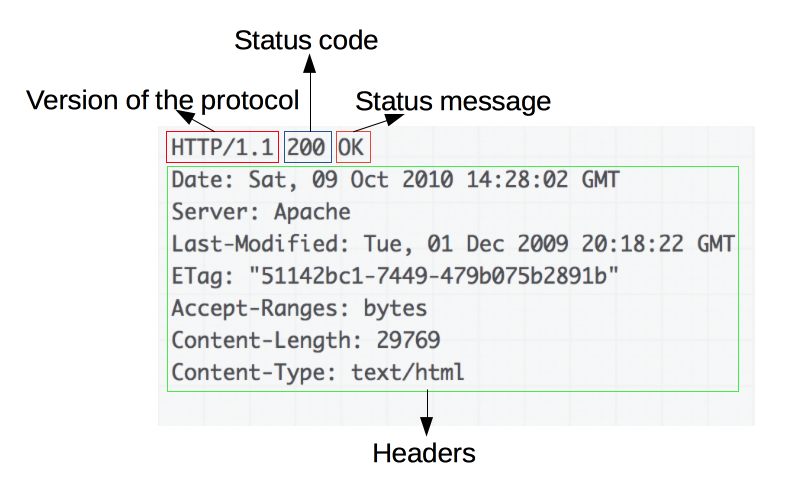 Status code
Version of the protocol
Status message
HTTP/1.1 200 OK
Date: Sat, 09 Oct 2010 14:28:02 GMT
Server: Apache
Last-Modified: Tue, 01 Dec 2009 20:18:22 GMT
ETag: "51142bc1-7449-479b075b2891b"
Accept-Ranges: bytes
Content-Length: 29769
Content-Type: text/html
Headers